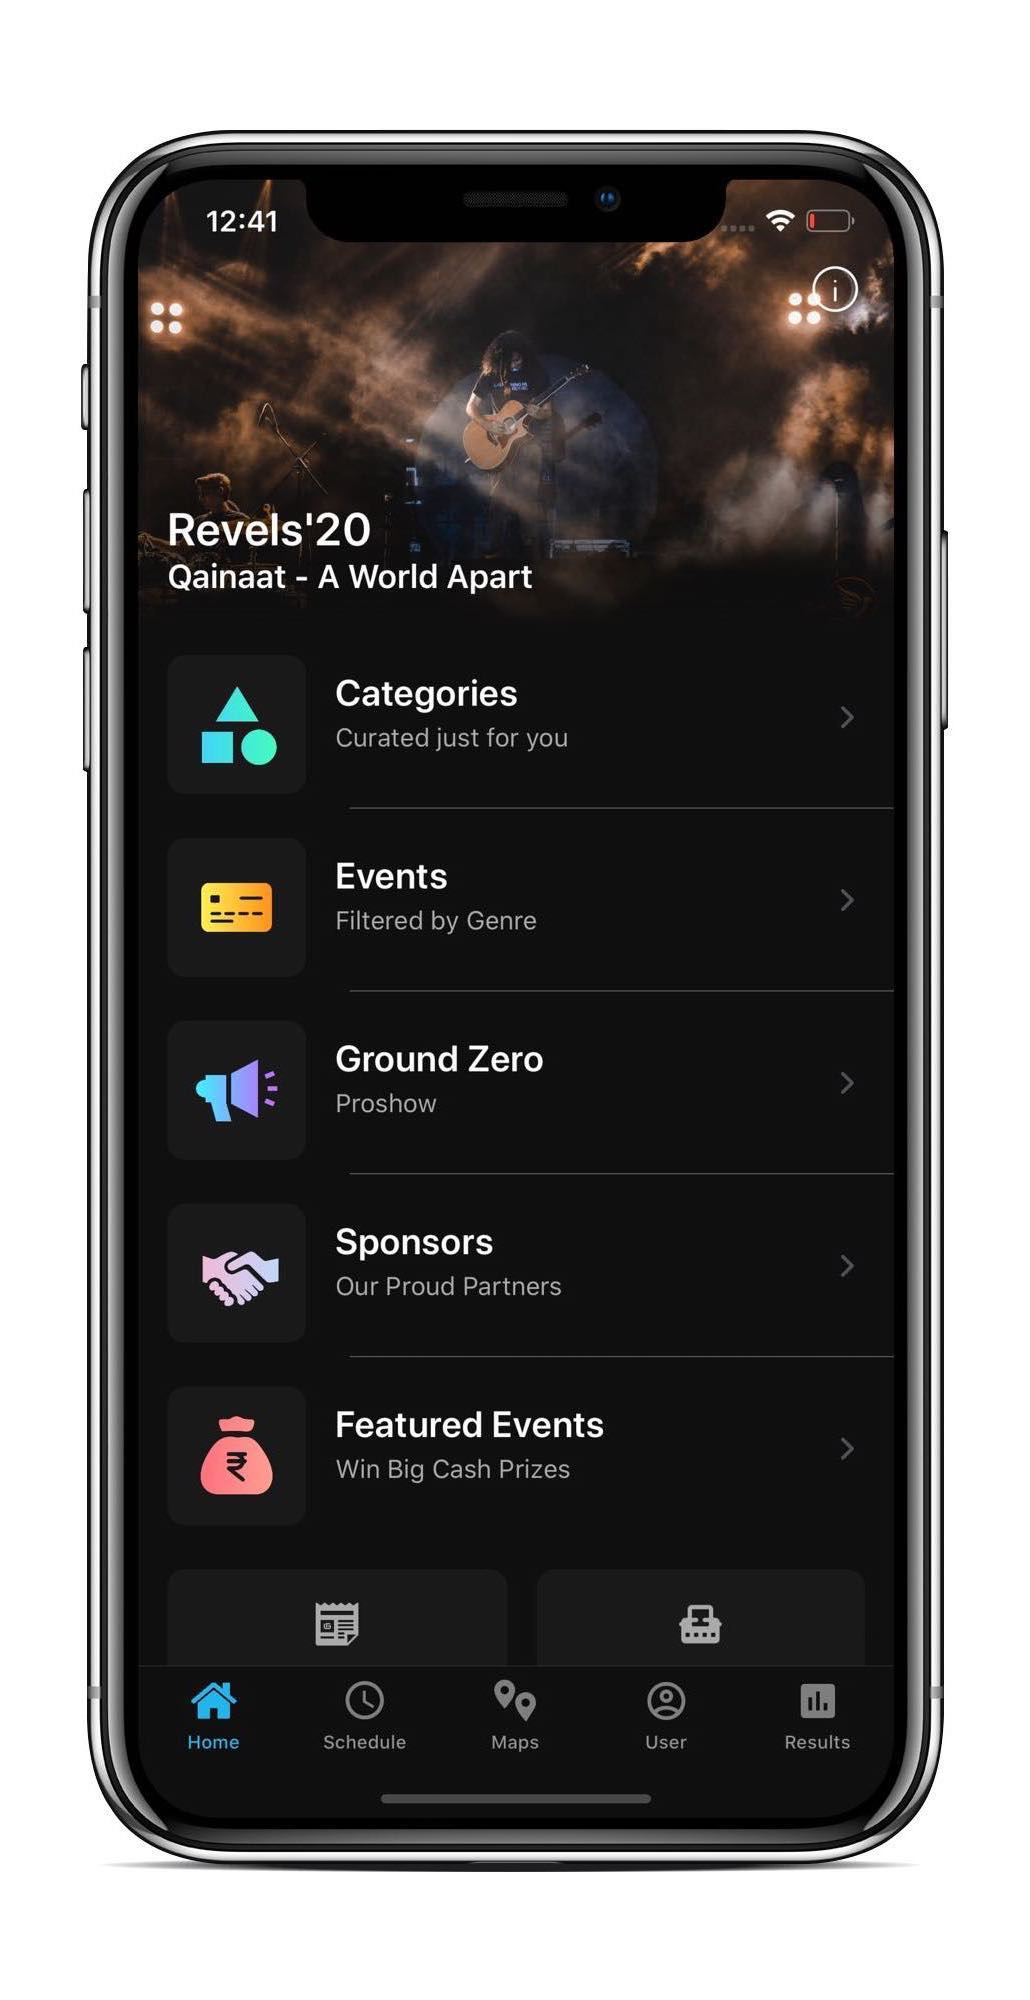 12:41
Revels'20
Qainaat - A World Apart
Categories
Curated just for you
Events
Filtered by Genre
Ground Zero
Proshow
Sponsors
Our Proud Partners
Featured Events
Win Big Cash Prizes
Home
Schedule
Maps
User
Results